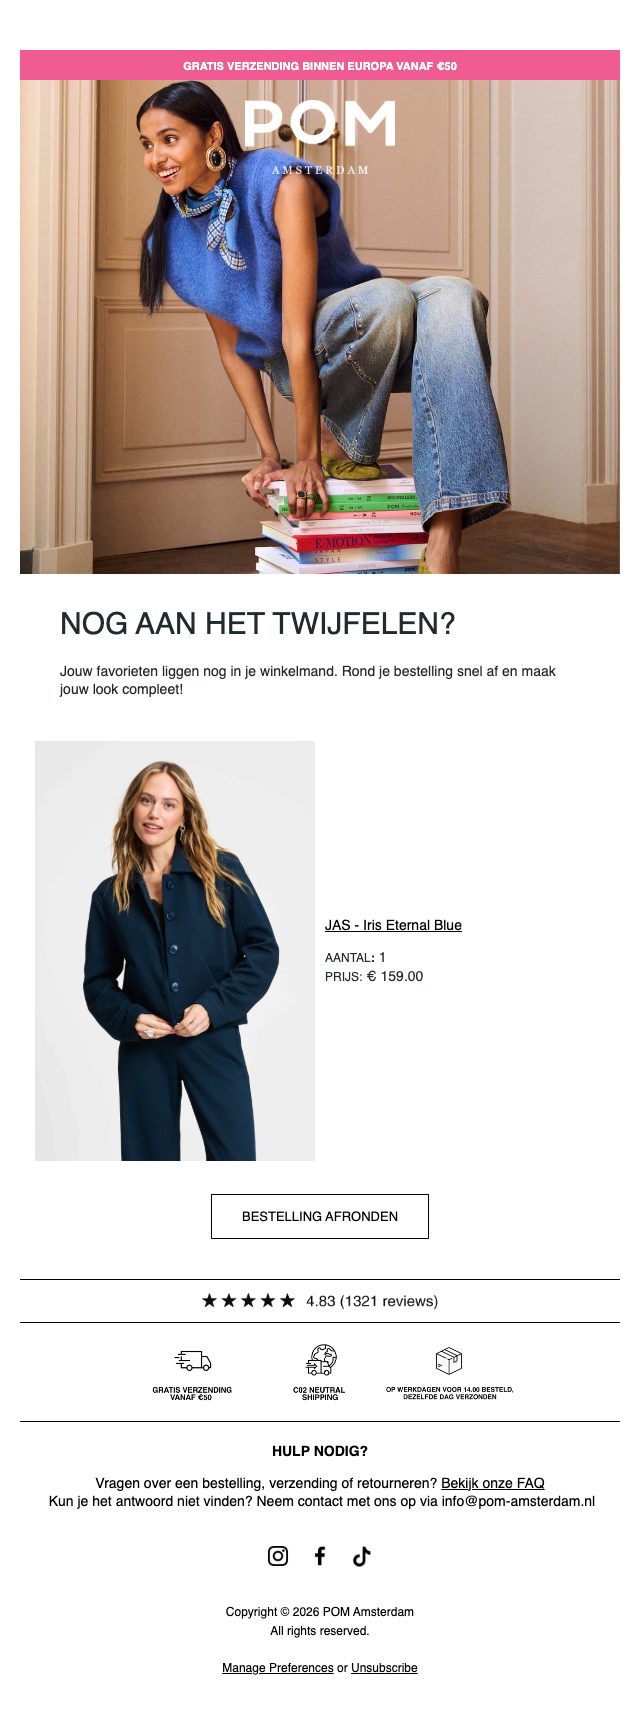 GRATIS VERZENDING BINNEN EUROPA VANAF €50
POM
AMSTERDAM
DESTINATION
E/MOTION
JAPAN
STYLE
NOG AAN HET TWIJFELEN?
Jouw favorieten liggen nog in je winkelmand. Rond je bestelling snel af en maak
jouw look compleet!
JAS - Iris Eternal Blue
AANTAL: 1
PRIJS: € 159.00
BESTELLING AFRONDEN
4.83 (1321 reviews)
GRATIS VERZENDING
VANAF €50
C02 NEUTRAL
SHIPPING
OP WERKDAGEN VOOR 14.00 BESTELD,
DEZELFDE DAG VERZONDEN
HULP NODIG?
Vragen over een bestelling, verzending of retourneren? Bekijk onze FAQ
Kun je het antwoord niet vinden? Neem contact met ons op via info@pom-amsterdam.nl
Copyright © 2026 POM Amsterdam
All rights reserved.
Manage Preferences or Unsubscribe